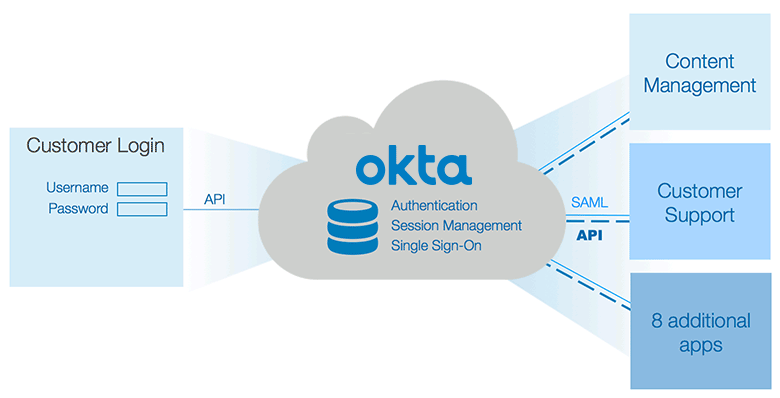 Customer Login
Username
Password
API
okta
Authentication
Session Management
Single Sign-On
SAML
API
Content
Management
Customer
Support
8 additional
apps